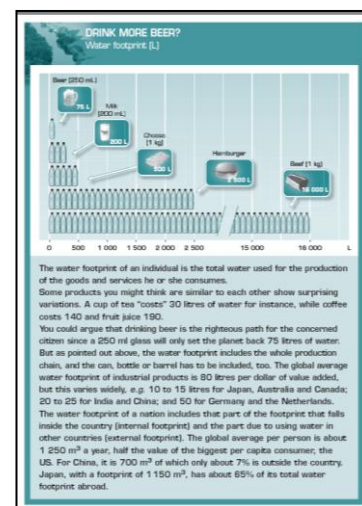 DRINK MORE BEER?
Water footprint [L]
Beer [250 mL]
75 L
Milk
[200 mL]
200 L
Cheese
[1 kg]
500 L
Hamburger
Beef [1 kg]
16 000 L
0 500 1 000 1 500 2 000 2 500 15 000 16 000 L
The water footprint of an individual is the total water used for the production
of the goods and services he or she consumes.
Some products you might think are similar to each other show surprising
variations. A cup of tea "costs" 30 litres of water for instance, while coffee
costs 140 and fruit juice 190.
You could argue that drinking beer is the righteous path for the concerned
citizen since a 250 ml glass will only set the planet back 75 litres of water.
But as pointed out above, the water footprint includes the whole production
chain, and the can, bottle or barrel has to be included, too. The global average
water footprint of industrial products is 80 litres per dollar of value added,
but this varies widely, e.g. 10 to 15 litres for Japan, Australia and Canada;
20 to 25 for India and China; and 50 for Germany and the Netherlands.
The water footprint of a nation includes that part of the footprint that falls
inside the country (internal footprint) and the part due to using water in
other countries (external footprint). The global average per person is about
1 250 m³ a year, half the value of the biggest per capita consumer, the
US. For China, it is 700 m³ of which only about 7% is outside the country.
Japan, with a footprint of 1150 m³, has about 65% of its total water
footprint abroad.